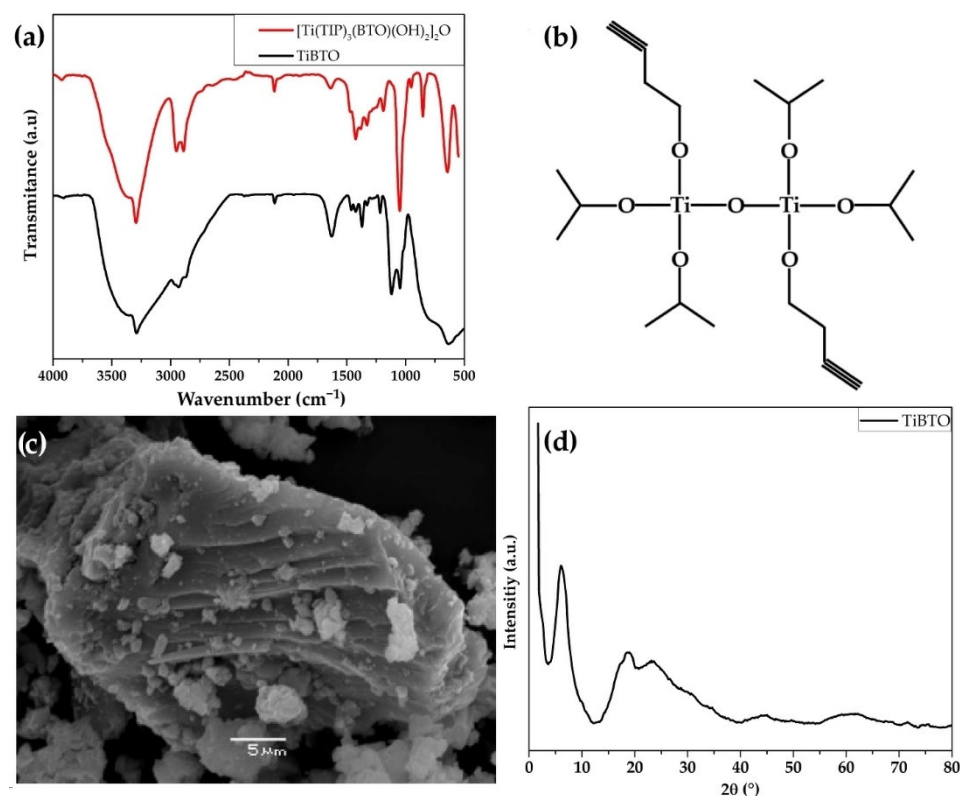 (a)
[Ti(TIP)₃(BTO)(OH)₂]₂O
TiBTO
Transmitance (a.u)
4000 3500 3000 2500 2000 1500 1000 500
Wavenumber (cm⁻¹)
(b)
O O
O Ti O Ti O
O O
(c)
5 µm
(d)
TiBTO
Intensitiy (a.u.)
0 10 20 30 40 50 60 70 80
2θ (°)